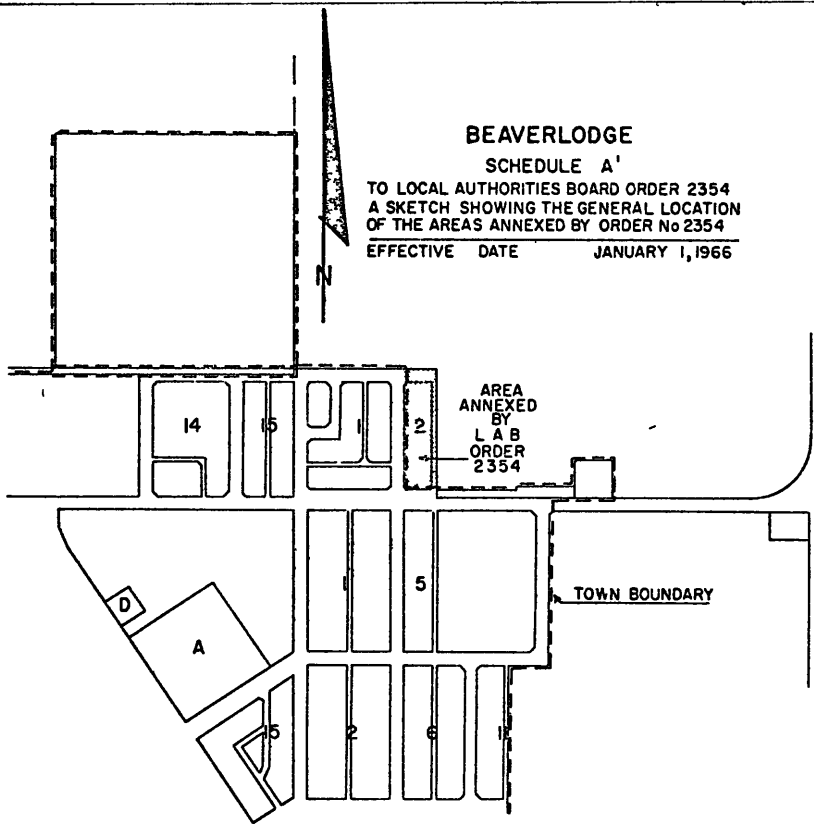 BEAVERLODGE
SCHEDULE A'
TO LOCAL AUTHORITIES BOARD ORDER 2354
A SKETCH SHOWING THE GENERAL LOCATION
OF THE AREAS ANNEXED BY ORDER No 2354
EFFECTIVE DATE JANUARY 1, 1966
N
AREA
ANNEXED
BY
L A B
ORDER
2354
14
15
1
2
1
5
TOWN BOUNDARY
D
A
15
2
6